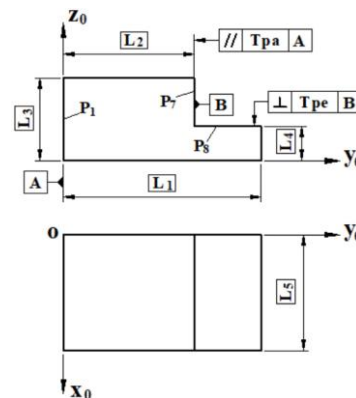 z₀
L₂
// Tpa A
P₁
P₇
B
L₃
⊥ Tpe B
P₈
L₄
A
L₁
y₀
o
y₀
L₅
x₀